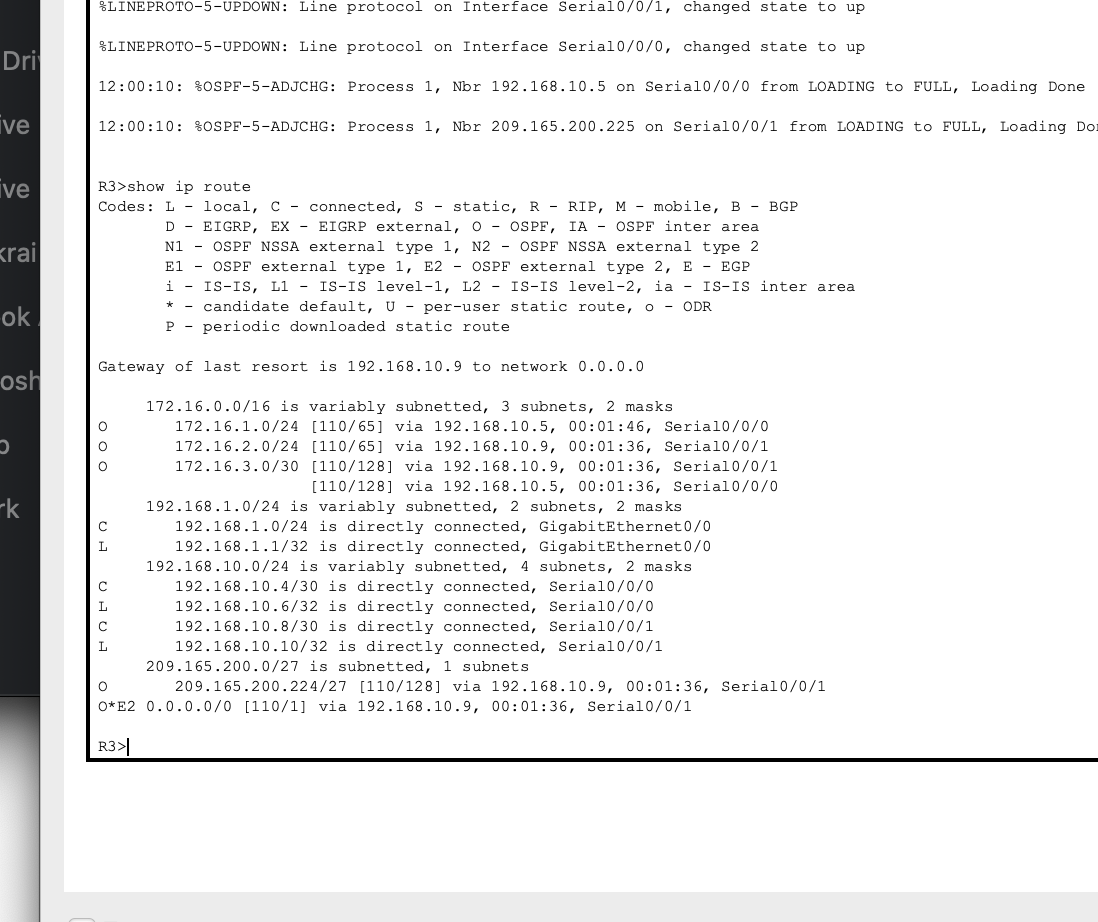 %LINEPROTO-5-UPDOWN: Line protocol on Interface Serial0/0/1, changed state to up
%LINEPROTO-5-UPDOWN: Line protocol on Interface Serial0/0/0, changed state to up
12:00:10: %OSPF-5-ADJCHG: Process 1, Nbr 192.168.10.5 on Serial0/0/0 from LOADING to FULL, Loading Done
12:00:10: %OSPF-5-ADJCHG: Process 1, Nbr 209.165.200.225 on Serial0/0/1 from LOADING to FULL, Loading Do
R3>show ip route
Codes: L - local, C - connected, S - static, R - RIP, M - mobile, B - BGP
D - EIGRP, EX - EIGRP external, O - OSPF, IA - OSPF inter area
N1 - OSPF NSSA external type 1, N2 - OSPF NSSA external type 2
E1 - OSPF external type 1, E2 - OSPF external type 2, E - EGP
i - IS-IS, L1 - IS-IS level-1, L2 - IS-IS level-2, ia - IS-IS inter area
* - candidate default, U - per-user static route, o - ODR
P - periodic downloaded static route
Gateway of last resort is 192.168.10.9 to network 0.0.0.0
172.16.0.0/16 is variably subnetted, 3 subnets, 2 masks
O 172.16.1.0/24 [110/65] via 192.168.10.5, 00:01:46, Serial0/0/0
O 172.16.2.0/24 [110/65] via 192.168.10.9, 00:01:36, Serial0/0/1
O 172.16.3.0/30 [110/128] via 192.168.10.9, 00:01:36, Serial0/0/1
[110/128] via 192.168.10.5, 00:01:36, Serial0/0/0
192.168.1.0/24 is variably subnetted, 2 subnets, 2 masks
C 192.168.1.0/24 is directly connected, GigabitEthernet0/0
L 192.168.1.1/32 is directly connected, GigabitEthernet0/0
192.168.10.0/24 is variably subnetted, 4 subnets, 2 masks
C 192.168.10.4/30 is directly connected, Serial0/0/0
L 192.168.10.6/32 is directly connected, Serial0/0/0
C 192.168.10.8/30 is directly connected, Serial0/0/1
L 192.168.10.10/32 is directly connected, Serial0/0/1
209.165.200.0/27 is subnetted, 1 subnets
O 209.165.200.224/27 [110/128] via 192.168.10.9, 00:01:36, Serial0/0/1
O*E2 0.0.0.0/0 [110/1] via 192.168.10.9, 00:01:36, Serial0/0/1
R3>
Dri
ive
ive
krai
ok
osh
p
rk